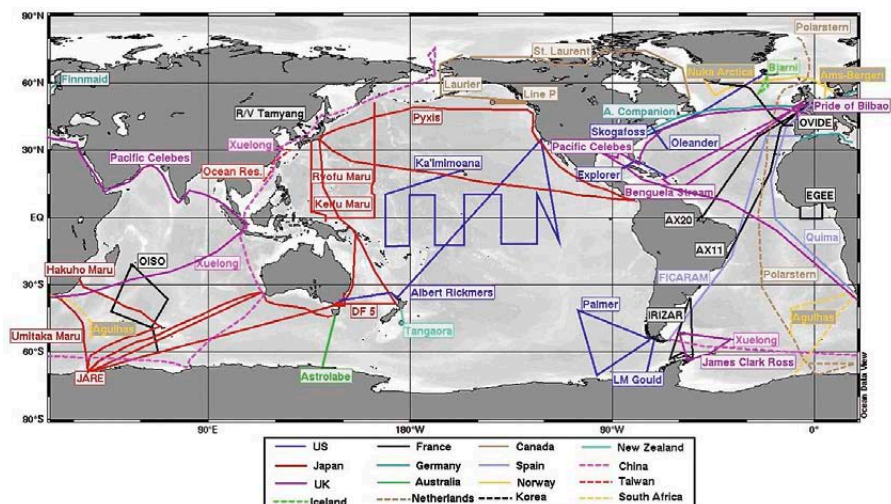 90°N
Polarstern
St. Laurent
Nuka Arctica
Bjarni
Finnmaid
Ams-Bergen
60°N
Laurier
Line P
Pride of Bilbao
R/V Tamyang
Pyxis
A. Companion
Skogafoss
OVIDE
Xuelong
Oleander
30°N
Pacific Celebes
Pacific Celebes
Ocean Res.
Ka'imimoana
Explorer
Ryofu Maru
Benguela Stream
EGEE
Keifu Maru
EQ
AX20
Quima
AX11
OISO
Xuelong
Hakuho Maru
FICARAM
Polarstern
30°S
Albert Rickmers
Palmer
DF 5
IRIZAR
Agulhas
Agulhas
Umitaka Maru
Tangaora
Xuelong
60°S
James Clark Ross
JARE
Astrolabe
LM Gould
90°S
90°E
180°W
90°W
0°
Ocean Data View
US
France
Canada
New Zealand
Japan
Germany
Spain
China
UK
Australia
Norway
Taiwan
Iceland
Netherlands
Korea
South Africa